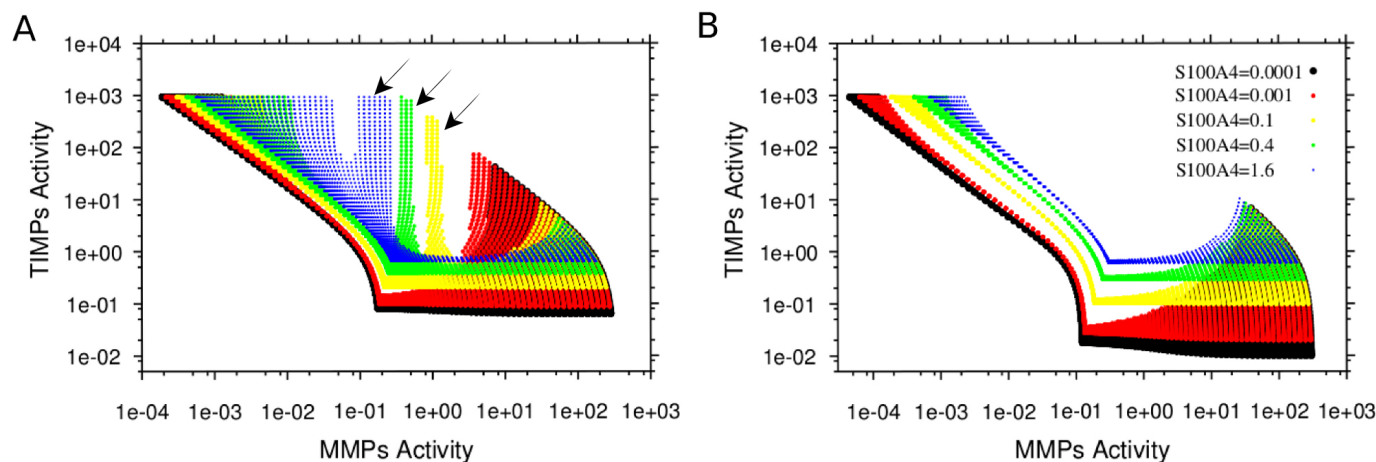 A
1e+04
1e+03
1e+02
1e+01
1e+00
1e-01
1e-02
TIMPs Activity
1e-04 1e-03 1e-02 1e-01 1e+00 1e+01 1e+02 1e+03
MMPs Activity
B
1e+04
1e+03
1e+02
1e+01
1e+00
1e-01
1e-02
TIMPs Activity
S100A4=0.0001
S100A4=0.001
S100A4=0.1
S100A4=0.4
S100A4=1.6
1e-04 1e-03 1e-02 1e-01 1e+00 1e+01 1e+02 1e+03
MMPs Activity